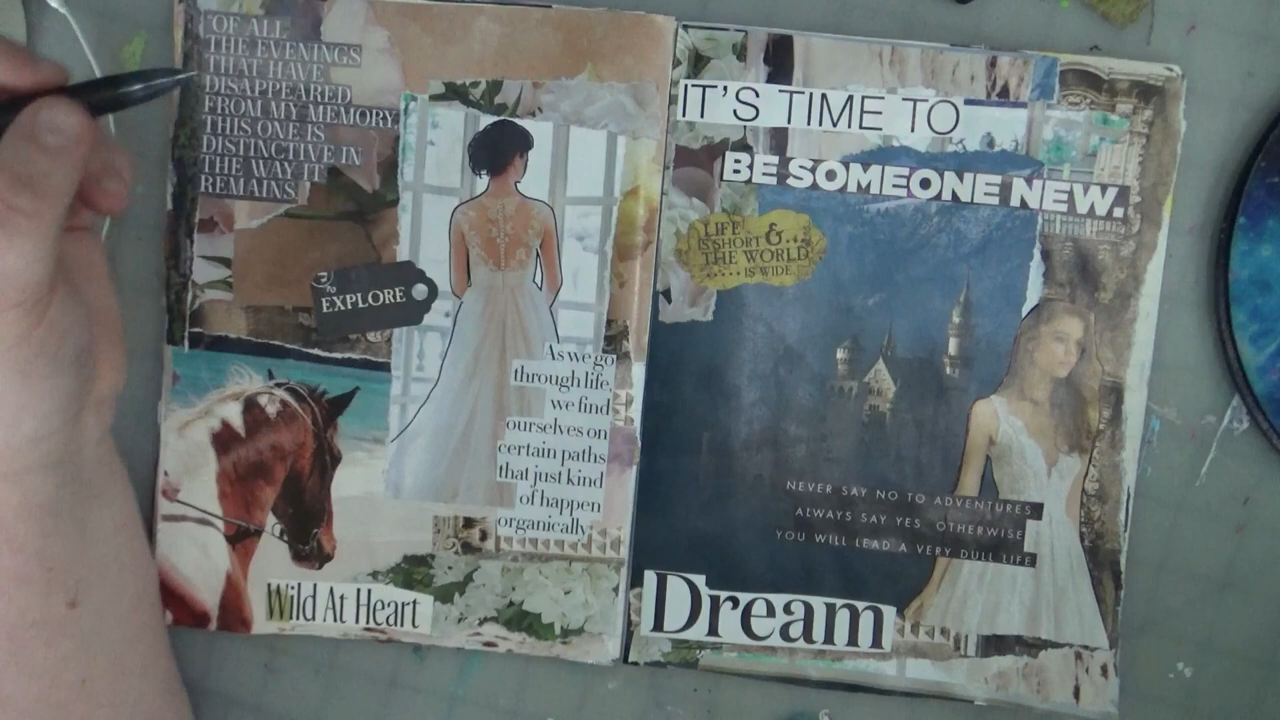 "OF ALL
THE EVENINGS
THAT HAVE
DISAPPEARED
FROM MY MEMORY,
THIS ONE IS
DISTINCTIVE IN
THE WAY IT
REMAINS
EXPLORE
As we go
through life,
we find
ourselves on
certain paths
that just kind
of happen
organically
Wild At Heart
IT'S TIME TO
BE SOMEONE NEW.
LIFE
IS SHORT &
THE WORLD
IS WIDE
NEVER SAY NO TO ADVENTURES
ALWAYS SAY YES OTHERWISE
YOU WILL LEAD A VERY DULL LIFE
Dream